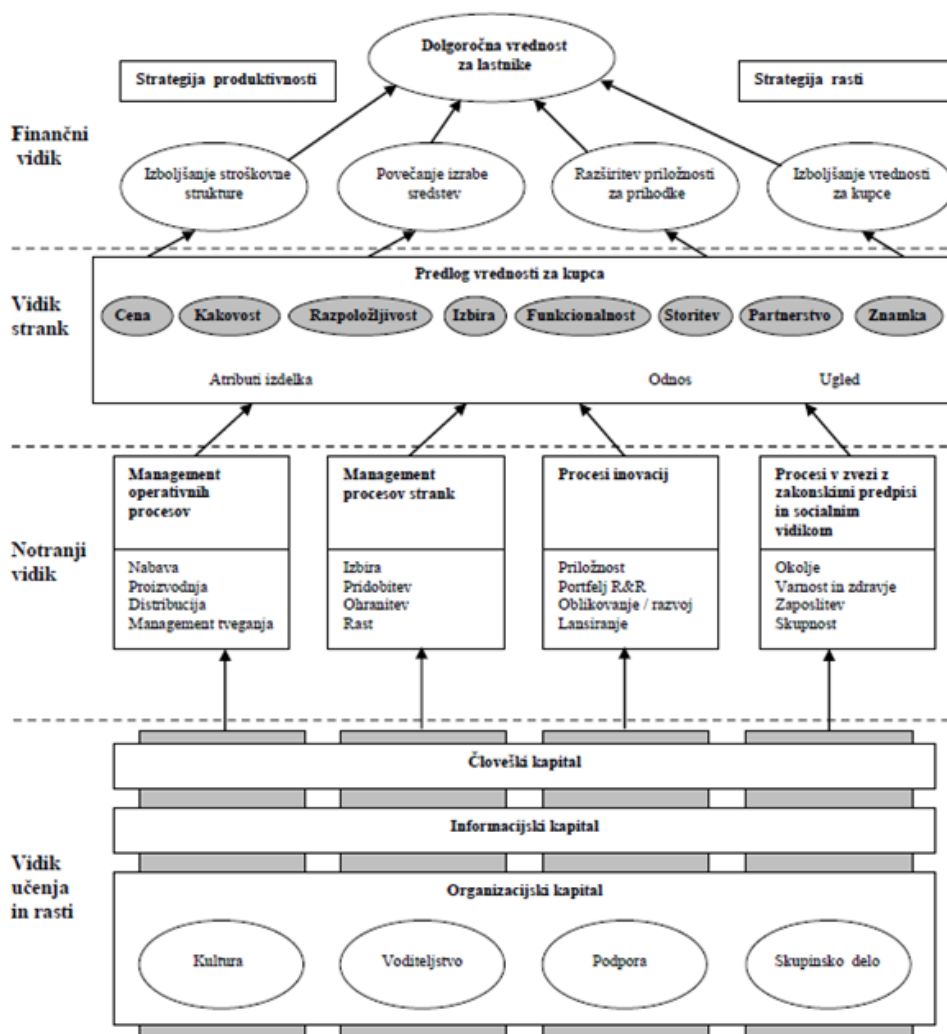 Dolgoročna vrednost
za lastnike
Strategija produktivnosti
Strategija rasti
Finančni
vidik
Izboljšanje stroškovne
strukture
Povečanje izrabe
sredstev
Razširitev priložnosti
za prihodke
Izboljšanje vrednosti
za kupce
Vidik
strank
Predlog vrednosti za kupca
Cena
Kakovost
Razpoložljivost
Izbira
Funkcionalnost
Storitev
Partnerstvo
Znamka
Atributi izdelka
Odnos
Ugled
Notranji
vidik
Management
operativnih
procesov
Nabava
Proizvodnja
Distribucija
Management tveganja
Management
procesov strank
Izbira
Pridobitev
Ohranitev
Rast
Procesi inovacij
Priložnost
Portfelj R&R
Oblikovanje / razvoj
Lansiranje
Procesi v zvezi z
zakonskimi predpisi
in socialnim
vidikom
Okolje
Varnost in zdravje
Zaposlitev
Skupnost
Vidik
učenja
in rasti
Človeški kapital
Informacijski kapital
Organizacijski kapital
Kultura
Voditeljstvo
Podpora
Skupinsko delo